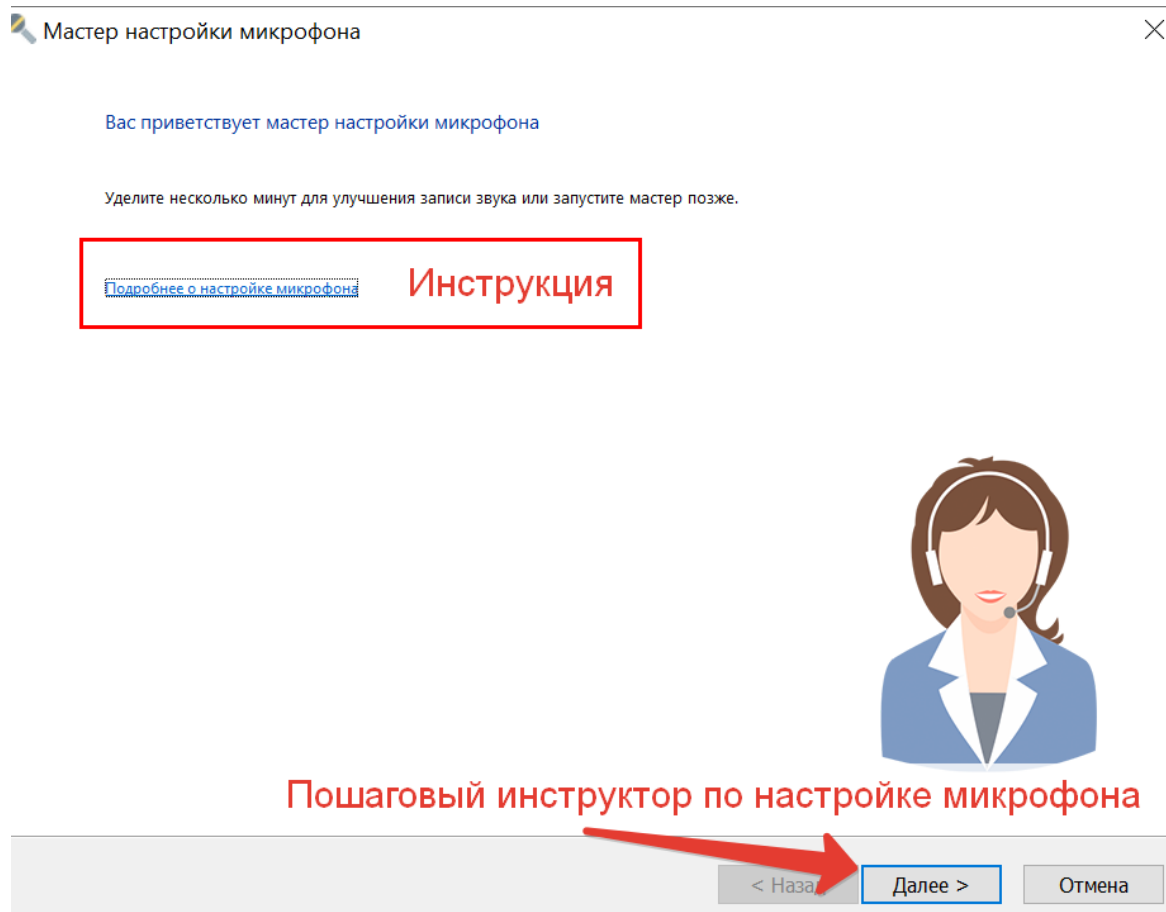 Мастер настройки микрофона
Вас приветствует мастер настройки микрофона
Уделите несколько минут для улучшения записи звука или запустите мастер позже.
Подробнее о настройке микрофона Инструкция
Пошаговый инструктор по настройке микрофона
< Наза Далее > Отмена